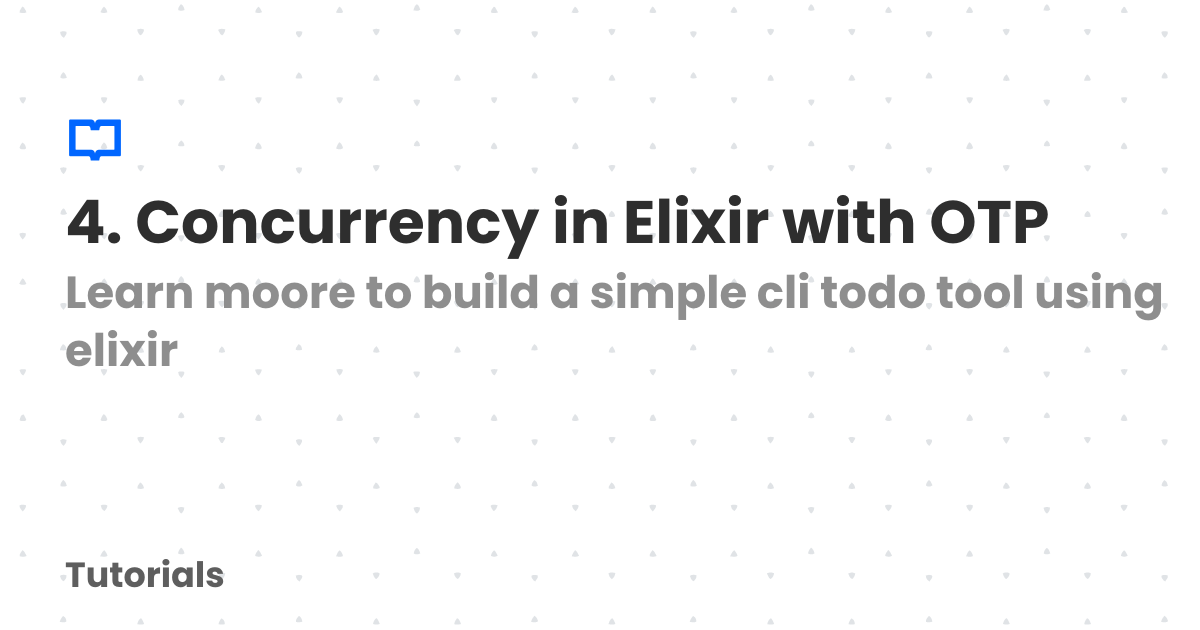 4. Concurrency in Elixir with OTP
Learn moore to build a simple cli todo tool using
elixir
Tutorials